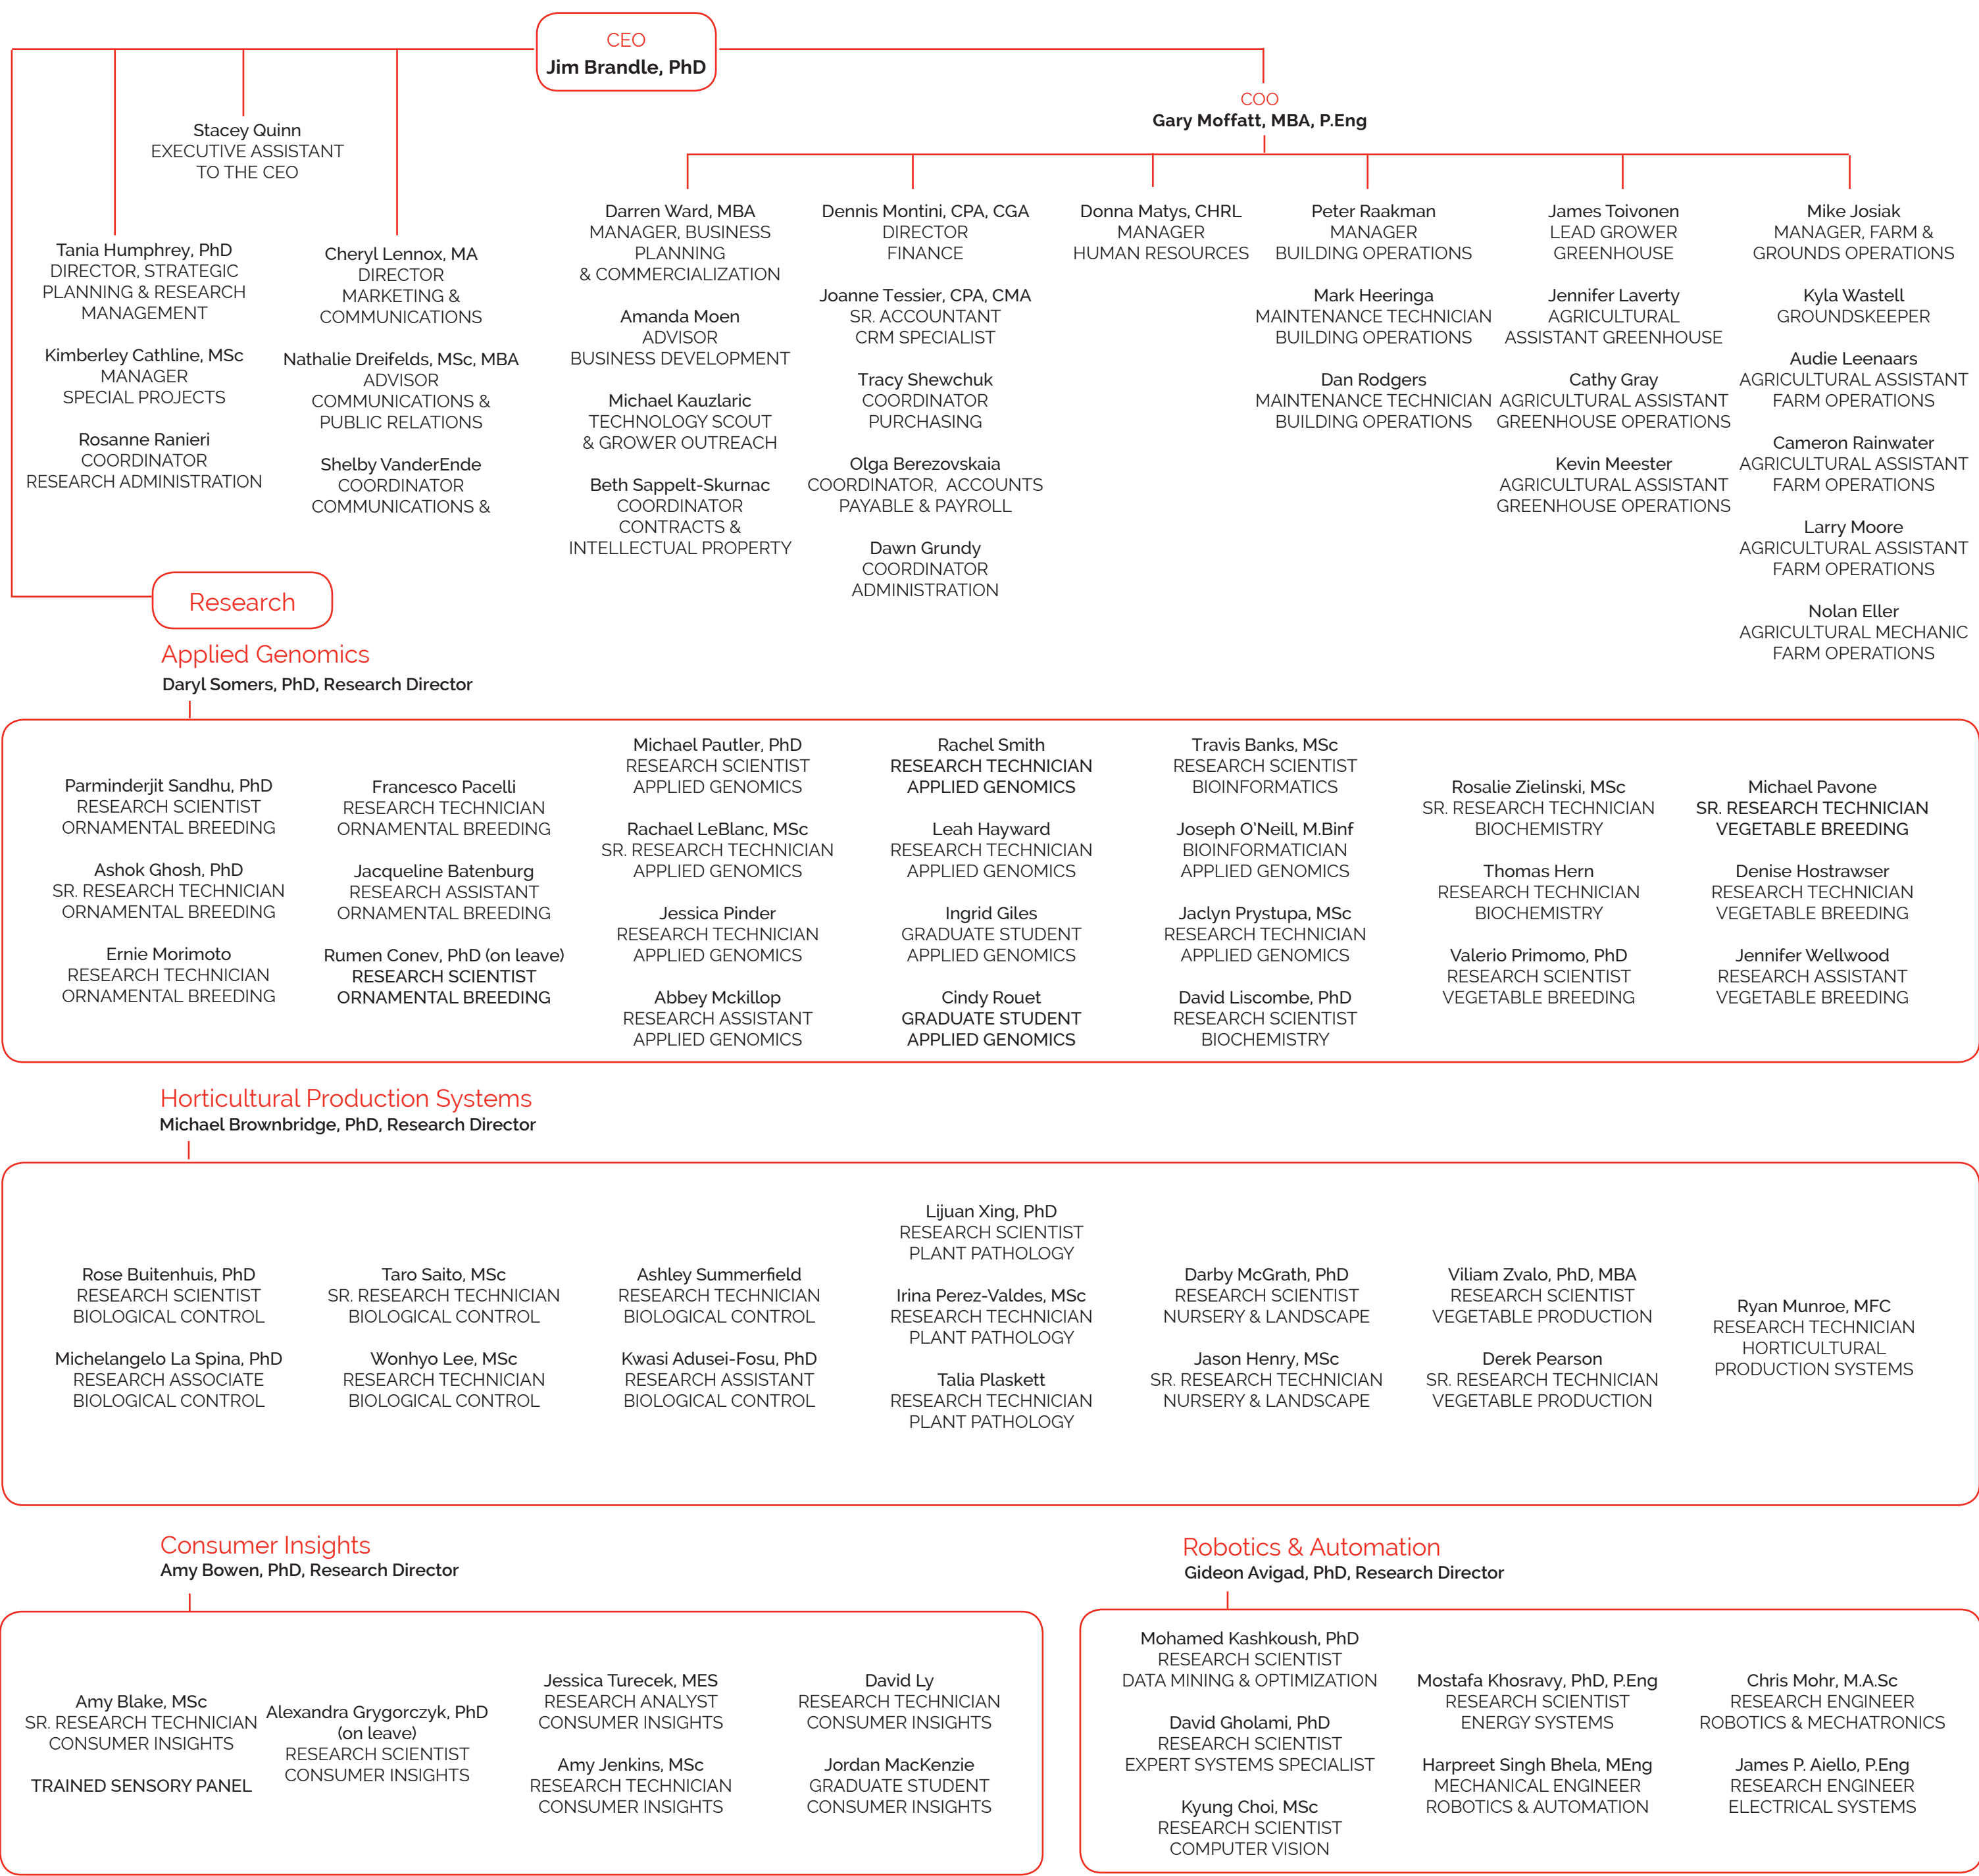 CEO
Jim Brandle, PhD
COO
Gary Moffatt, MBA, P.Eng
Stacey Quinn
EXECUTIVE ASSISTANT
TO THE CEO
Tania Humphrey, PhD
DIRECTOR, STRATEGIC
PLANNING & RESEARCH
MANAGEMENT
Kimberley Cathline, MSc
MANAGER
SPECIAL PROJECTS
Rosanne Ranieri
COORDINATOR
RESEARCH ADMINISTRATION
Cheryl Lennox, MA
DIRECTOR
MARKETING &
COMMUNICATIONS
Nathalie Dreifelds, MSc, MBA
ADVISOR
COMMUNICATIONS &
PUBLIC RELATIONS
Shelby VanderEnde
COORDINATOR
COMMUNICATIONS &
Darren Ward, MBA
MANAGER, BUSINESS
PLANNING
& COMMERCIALIZATION
Amanda Moen
ADVISOR
BUSINESS DEVELOPMENT
Michael Kauzlaric
TECHNOLOGY SCOUT
& GROWER OUTREACH
Beth Sappelt-Skurnac
COORDINATOR
CONTRACTS &
INTELLECTUAL PROPERTY
Dennis Montini, CPA, CGA
DIRECTOR
FINANCE
Joanne Tessier, CPA, CMA
SR. ACCOUNTANT
CRM SPECIALIST
Tracy Shewchuk
COORDINATOR
PURCHASING
Olga Berezovskaia
COORDINATOR, ACCOUNTS
PAYABLE & PAYROLL
Dawn Grundy
COORDINATOR
ADMINISTRATION
Donna Matys, CHRL
MANAGER
HUMAN RESOURCES
Peter Raakman
MANAGER
BUILDING OPERATIONS
Mark Heeringa
MAINTENANCE TECHNICIAN
BUILDING OPERATIONS
Dan Rodgers
MAINTENANCE TECHNICIAN
BUILDING OPERATIONS
James Toivonen
LEAD GROWER
GREENHOUSE
Jennifer Laverty
AGRICULTURAL
ASSISTANT GREENHOUSE
Cathy Gray
AGRICULTURAL ASSISTANT
GREENHOUSE OPERATIONS
Kevin Meester
AGRICULTURAL ASSISTANT
GREENHOUSE OPERATIONS
Mike Josiak
MANAGER, FARM &
GROUNDS OPERATIONS
Kyla Wastell
GROUNDSKEEPER
Audie Leenaars
AGRICULTURAL ASSISTANT
FARM OPERATIONS
Cameron Rainwater
AGRICULTURAL ASSISTANT
FARM OPERATIONS
Larry Moore
AGRICULTURAL ASSISTANT
FARM OPERATIONS
Nolan Eller
AGRICULTURAL MECHANIC
FARM OPERATIONS
Research
Applied Genomics
Daryl Somers, PhD, Research Director
Parminderjit Sandhu, PhD
RESEARCH SCIENTIST
ORNAMENTAL BREEDING
Ashok Ghosh, PhD
SR. RESEARCH TECHNICIAN
ORNAMENTAL BREEDING
Ernie Morimoto
RESEARCH TECHNICIAN
ORNAMENTAL BREEDING
Francesco Pacelli
RESEARCH TECHNICIAN
ORNAMENTAL BREEDING
Jacqueline Batenburg
RESEARCH ASSISTANT
ORNAMENTAL BREEDING
Rumen Conev, PhD (on leave)
RESEARCH SCIENTIST
ORNAMENTAL BREEDING
Michael Pautler, PhD
RESEARCH SCIENTIST
APPLIED GENOMICS
Rachael LeBlanc, MSc
SR. RESEARCH TECHNICIAN
APPLIED GENOMICS
Jessica Pinder
RESEARCH TECHNICIAN
APPLIED GENOMICS
Abbey Mckillop
RESEARCH ASSISTANT
APPLIED GENOMICS
Rachel Smith
RESEARCH TECHNICIAN
APPLIED GENOMICS
Leah Hayward
RESEARCH TECHNICIAN
APPLIED GENOMICS
Ingrid Giles
GRADUATE STUDENT
APPLIED GENOMICS
Cindy Rouet
GRADUATE STUDENT
APPLIED GENOMICS
Travis Banks, MSc
RESEARCH SCIENTIST
BIOINFORMATICS
Joseph O'Neill, M.Binf
BIOINFORMATICIAN
APPLIED GENOMICS
Jaclyn Prystupa, MSc
RESEARCH TECHNICIAN
APPLIED GENOMICS
David Liscombe, PhD
RESEARCH SCIENTIST
BIOCHEMISTRY
Rosalie Zielinski, MSc
SR. RESEARCH TECHNICIAN
BIOCHEMISTRY
Thomas Hern
RESEARCH TECHNICIAN
BIOCHEMISTRY
Valerio Primomo, PhD
RESEARCH SCIENTIST
VEGETABLE BREEDING
Michael Pavone
SR. RESEARCH TECHNICIAN
VEGETABLE BREEDING
Denise Hostrawser
RESEARCH TECHNICIAN
VEGETABLE BREEDING
Jennifer Wellwood
RESEARCH ASSISTANT
VEGETABLE BREEDING
Horticultural Production Systems
Michael Brownbridge, PhD, Research Director
Rose Buitenhuis, PhD
RESEARCH SCIENTIST
BIOLOGICAL CONTROL
Michelangelo La Spina, PhD
RESEARCH ASSOCIATE
BIOLOGICAL CONTROL
Taro Saito, MSc
SR. RESEARCH TECHNICIAN
BIOLOGICAL CONTROL
Wonhyo Lee, MSc
RESEARCH TECHNICIAN
BIOLOGICAL CONTROL
Ashley Summerfield
RESEARCH TECHNICIAN
BIOLOGICAL CONTROL
Kwasi Adusei-Fosu, PhD
RESEARCH ASSISTANT
BIOLOGICAL CONTROL
Lijuan Xing, PhD
RESEARCH SCIENTIST
PLANT PATHOLOGY
Irina Perez-Valdes, MSc
RESEARCH TECHNICIAN
PLANT PATHOLOGY
Talia Plaskett
RESEARCH TECHNICIAN
PLANT PATHOLOGY
Darby McGrath, PhD
RESEARCH SCIENTIST
NURSERY & LANDSCAPE
Jason Henry, MSc
SR. RESEARCH TECHNICIAN
NURSERY & LANDSCAPE
Viliam Zvalo, PhD, MBA
RESEARCH SCIENTIST
VEGETABLE PRODUCTION
Derek Pearson
SR. RESEARCH TECHNICIAN
VEGETABLE PRODUCTION
Ryan Munroe, MFC
RESEARCH TECHNICIAN
HORTICULTURAL
PRODUCTION SYSTEMS
Consumer Insights
Amy Bowen, PhD, Research Director
Amy Blake, MSc
SR. RESEARCH TECHNICIAN
CONSUMER INSIGHTS
TRAINED SENSORY PANEL
Alexandra Grygorczyk, PhD
(on leave)
RESEARCH SCIENTIST
CONSUMER INSIGHTS
Jessica Turecek, MES
RESEARCH ANALYST
CONSUMER INSIGHTS
Amy Jenkins, MSc
RESEARCH TECHNICIAN
CONSUMER INSIGHTS
David Ly
RESEARCH TECHNICIAN
CONSUMER INSIGHTS
Jordan MacKenzie
GRADUATE STUDENT
CONSUMER INSIGHTS
Robotics & Automation
Gideon Avigad, PhD, Research Director
Mohamed Kashkoush, PhD
RESEARCH SCIENTIST
DATA MINING & OPTIMIZATION
David Gholami, PhD
RESEARCH SCIENTIST
EXPERT SYSTEMS SPECIALIST
Kyung Choi, MSc
RESEARCH SCIENTIST
COMPUTER VISION
Mostafa Khosravy, PhD, P.Eng
RESEARCH SCIENTIST
ENERGY SYSTEMS
Harpreet Singh Bhela, MEng
MECHANICAL ENGINEER
ROBOTICS & AUTOMATION
Chris Mohr, M.A.Sc
RESEARCH ENGINEER
ROBOTICS & MECHATRONICS
James P. Aiello, P.Eng
RESEARCH ENGINEER
ELECTRICAL SYSTEMS